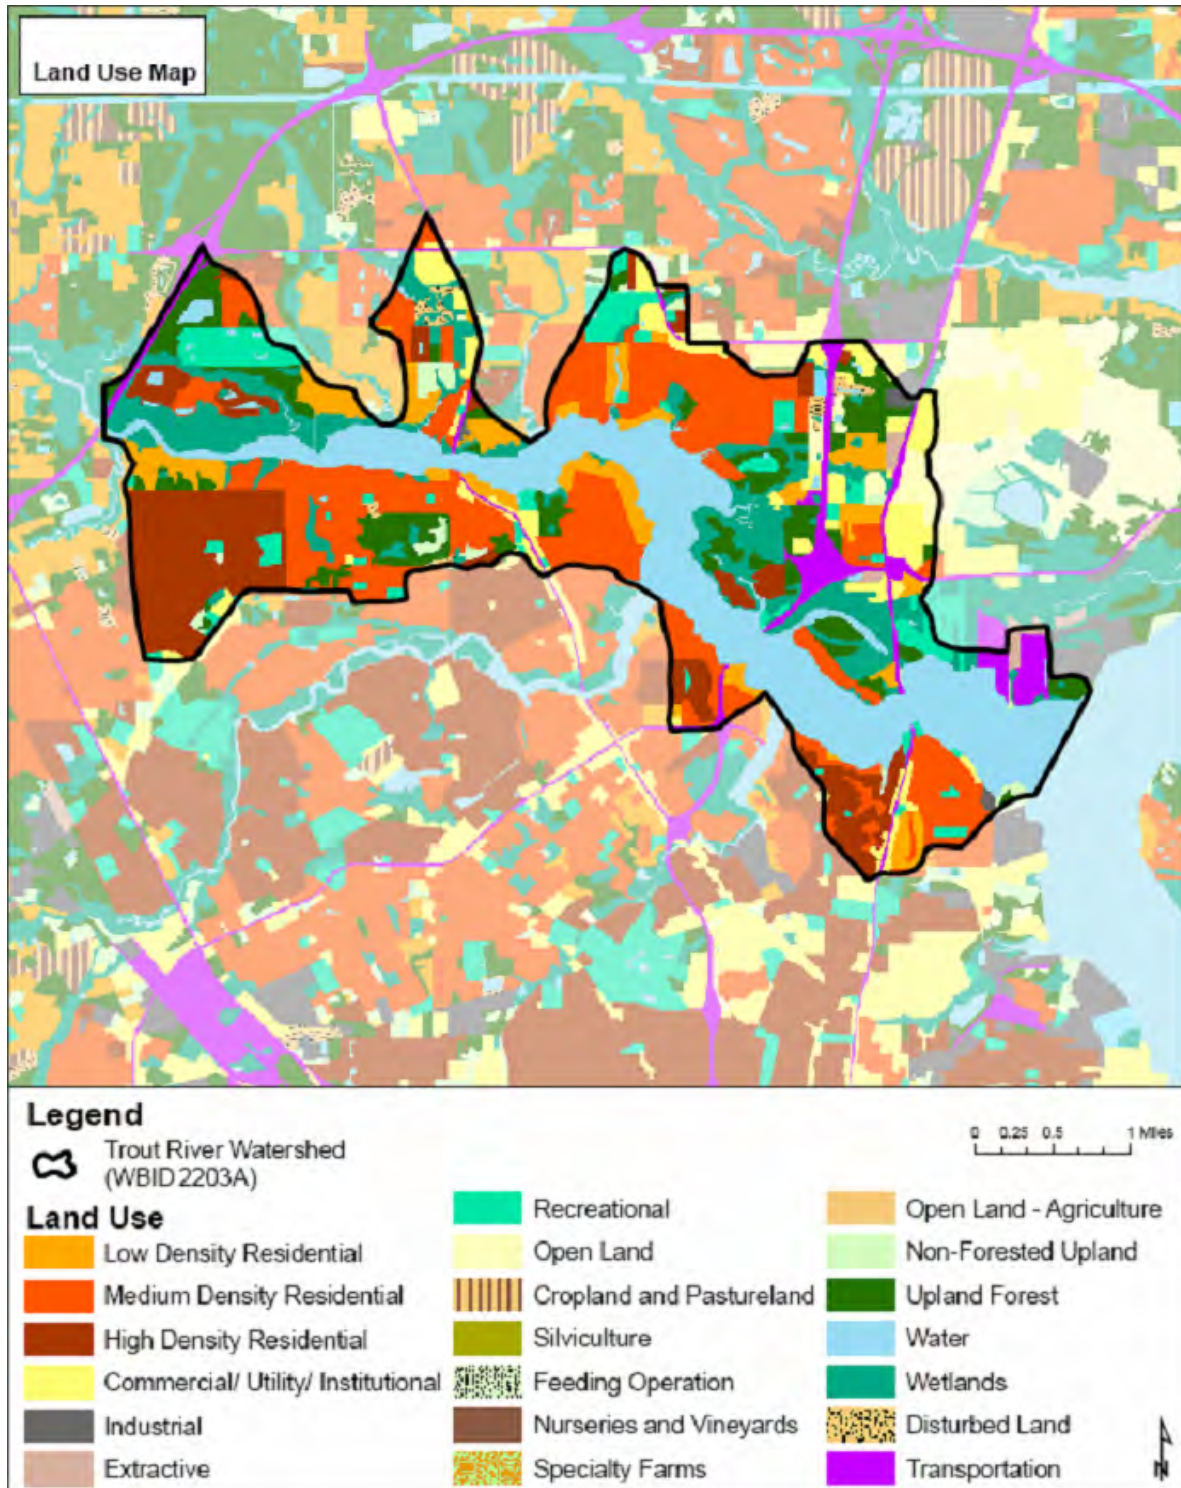 Land Use Map
Legend
Trout River Watershed
(WBID 2203A)
0 0.25 0.5 1 Miles
Land Use
Low Density Residential
Medium Density Residential
High Density Residential
Commercial/ Utility/ Institutional
Industrial
Extractive
Recreational
Open Land
Cropland and Pastureland
Silviculture
Feeding Operation
Nurseries and Vineyards
Specialty Farms
Open Land - Agriculture
Non-Forested Upland
Upland Forest
Water
Wetlands
Disturbed Land
Transportation
N